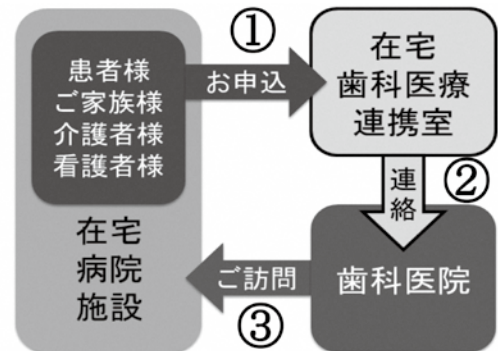 患者様
ご家族様
介護者様
看護者様
在宅
病院
施設
①
お申込
在宅
歯科医療
連携室
②
連絡
歯科医院
ご訪問
③